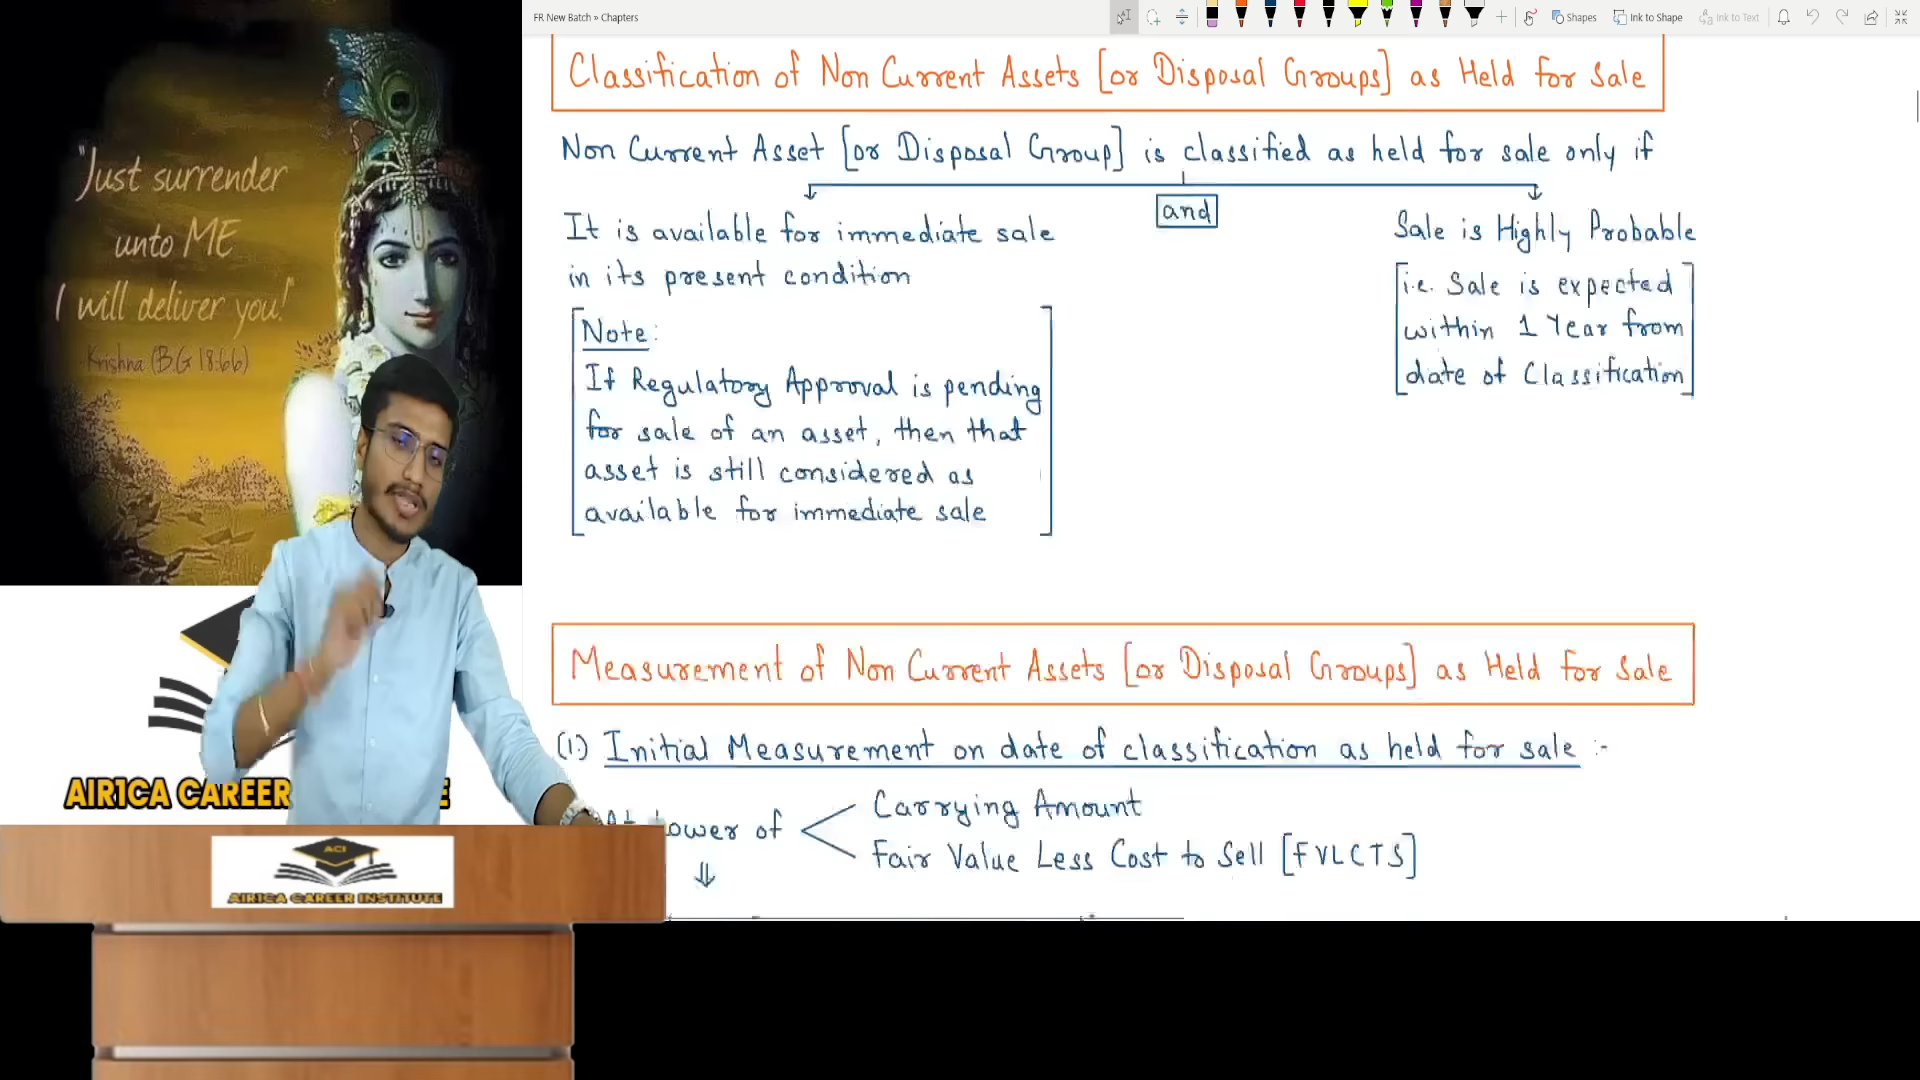 FR New Batch » Chapters
Shapes
Ink to Shape
Ink to Text
Classification of Non Current Assets [or Disposal Groups] as Held for Sale
Non Current Asset [or Disposal Group] is classified as held for sale only if
and
It is available for immediate sale
in its present condition
Note:
If Regulatory Approval is pending
for sale of an asset, then that
asset is still considered as
available for immediate sale
Sale is Highly Probable
[i.e. Sale is expected
within 1 Year from
date of Classification]
Measurement of Non Current Assets [or Disposal Groups] as Held for Sale
(1.) Initial Measurement on date of classification as held for sale :-
At Lower of
Carrying Amount
Fair Value Less Cost to Sell [FVLCTS]
"Just surrender
unto ME
I will deliver you!"
-Krishna (B.G 18:66)
AIR1CA CAREER
E
ACI
AIR1CA CAREER INSTITUTE